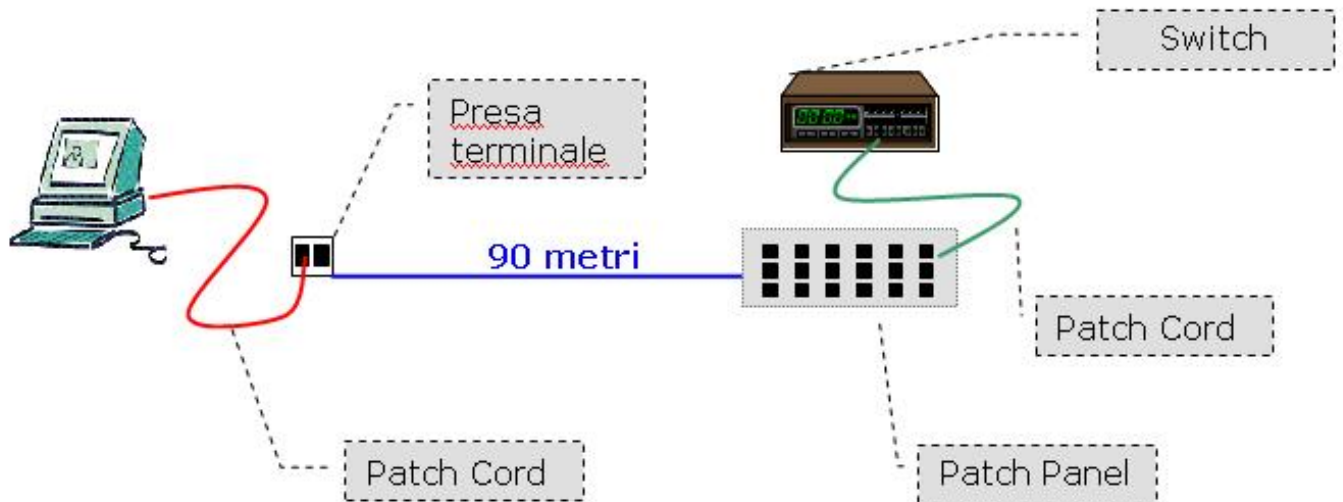 Switch
Presa
terminale
90 metri
Patch Cord
Patch Cord
Patch Panel